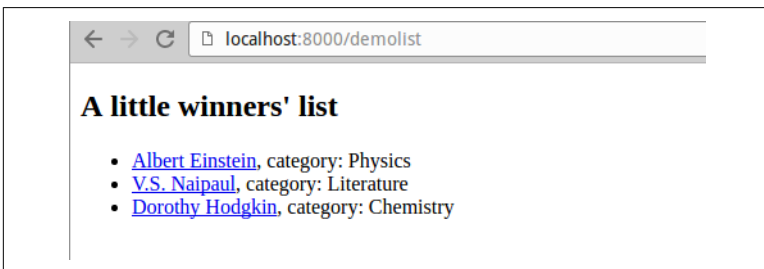 localhost:8000/demolist
A little winners' list
• Albert Einstein, category: Physics
• V.S. Naipaul, category: Literature
• Dorothy Hodgkin, category: Chemistry